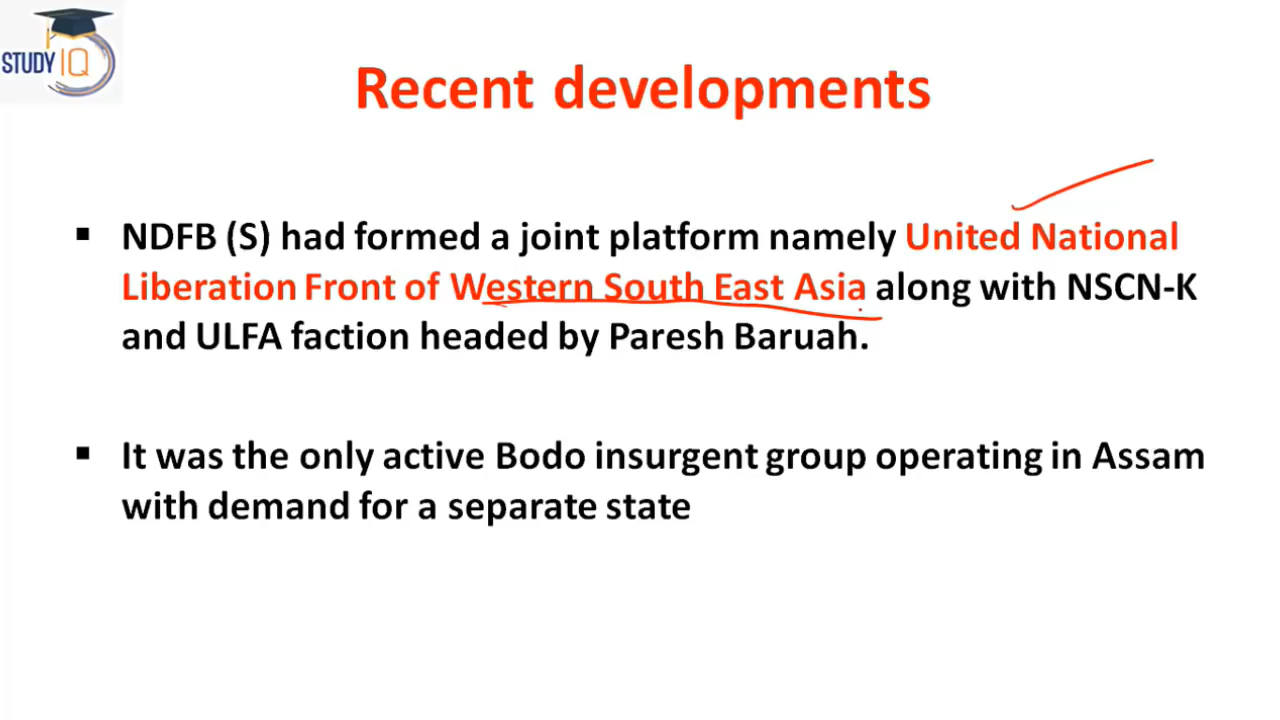 STUDY IQ
Recent developments
▪ NDFB (S) had formed a joint platform namely United National
Liberation Front of Western South East Asia along with NSCN-K
and ULFA faction headed by Paresh Baruah.
▪ It was the only active Bodo insurgent group operating in Assam
with demand for a separate state